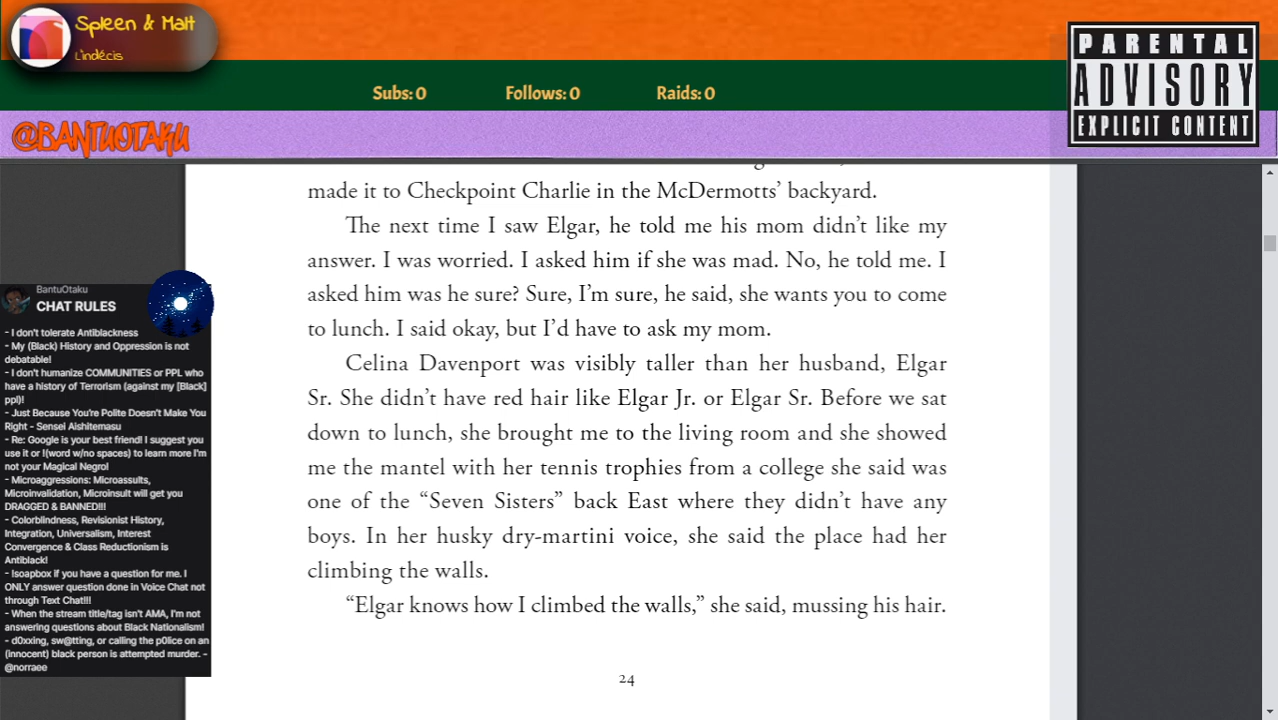 Spleen & Malt
L'indécis
PARENTAL
ADVISORY
EXPLICIT CONTENT
Subs: 0
Follows: 0
Raids: 0
@BANTUOTAKU
made it to Checkpoint Charlie in the McDermotts’ backyard.
The next time I saw Elgar, he told me his mom didn’t like my
answer. I was worried. I asked him if she was mad. No, he told me. I
asked him was he sure? Sure, I’m sure, he said, she wants you to come
to lunch. I said okay, but I’d have to ask my mom.
Celina Davenport was visibly taller than her husband, Elgar
Sr. She didn’t have red hair like Elgar Jr. or Elgar Sr. Before we sat
down to lunch, she brought me to the living room and she showed
me the mantel with her tennis trophies from a college she said was
one of the “Seven Sisters” back East where they didn’t have any
boys. In her husky dry-martini voice, she said the place had her
climbing the walls.
“Elgar knows how I climbed the walls,” she said, mussing his hair.
24
BantuOtaku
CHAT RULES
- I don't tolerate Antiblackness
- My (Black) History and Oppression is not
debatable!
- I don't humanize COMMUNITIES or PPL who
have a history of Terrorism (against my [Black]
ppl)!
- Just Because You're Polite Doesn't Make You
Right - Sensei Aishitemasu
- Re: Google is your best friend! I suggest you
use it or !(word w/no spaces) to learn more I'm
not your Magical Negro!
- Microaggressions: Microassults,
Microinvalidation, Microinsult will get you
DRAGGED & BANNED!!!
- Colorblindness, Revisionist History,
Integration, Universalism, Interest
Convergence & Class Reductionism is
Antiblack!
- !soapbox if you have a question for me. I
ONLY answer question done in Voice Chat not
through Text Chat!!!
- When the stream title/tag isn't AMA, I'm not
answering questions about Black Nationalism!
- d0xxing, sw@tting, or calling the p0lice on an
(innocent) black person is attempted murder. -
@norraee